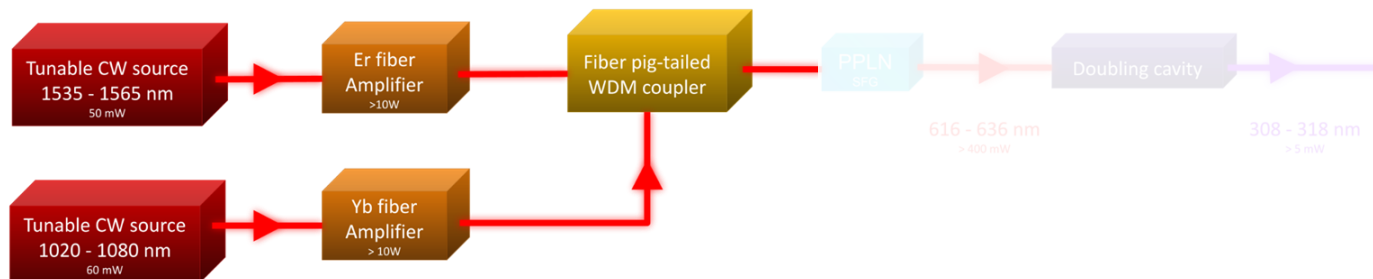 Tunable CW source
1535 - 1565 nm
50 mW
Er fiber
Amplifier
>10W
Fiber pig-tailed
WDM coupler
PPLN
SFG
616 - 636 nm
> 400 mW
Doubling cavity
308 - 318 nm
> 5 mW
Tunable CW source
1020 - 1080 nm
60 mW
Yb fiber
Amplifier
> 10W